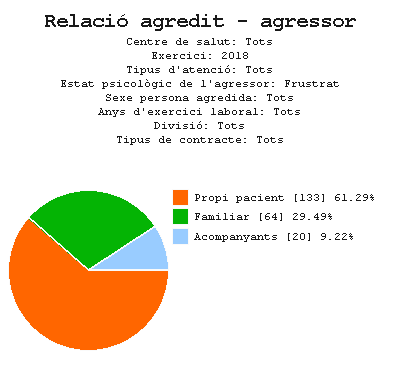 Relació agredit - agressor
Centre de salut: Tots
Exercici: 2018
Tipus d'atenció: Tots
Estat psicològic de l'agressor: Frustrat
Sexe persona agredida: Tots
Anys d'exercici laboral: Tots
Divisió: Tots
Tipus de contracte: Tots
Propi pacient [133] 61.29%
Familiar [64] 29.49%
Acompanyants [20] 9.22%